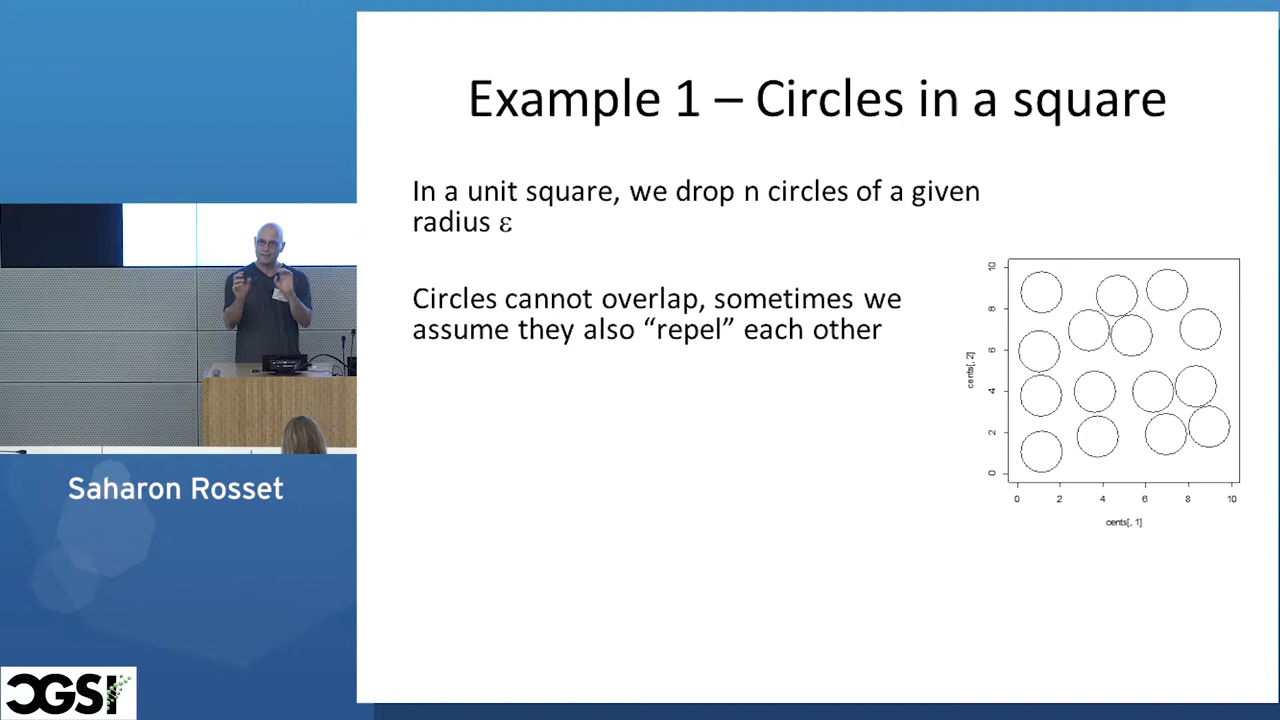 Example 1 – Circles in a square
In a unit square, we drop n circles of a given
radius ε
Circles cannot overlap, sometimes we
assume they also “repel” each other
10
8
6
4
2
0
cents[, 2]
0 2 4 6 8 10
cents[, 1]
Saharon Rosset
CGSI